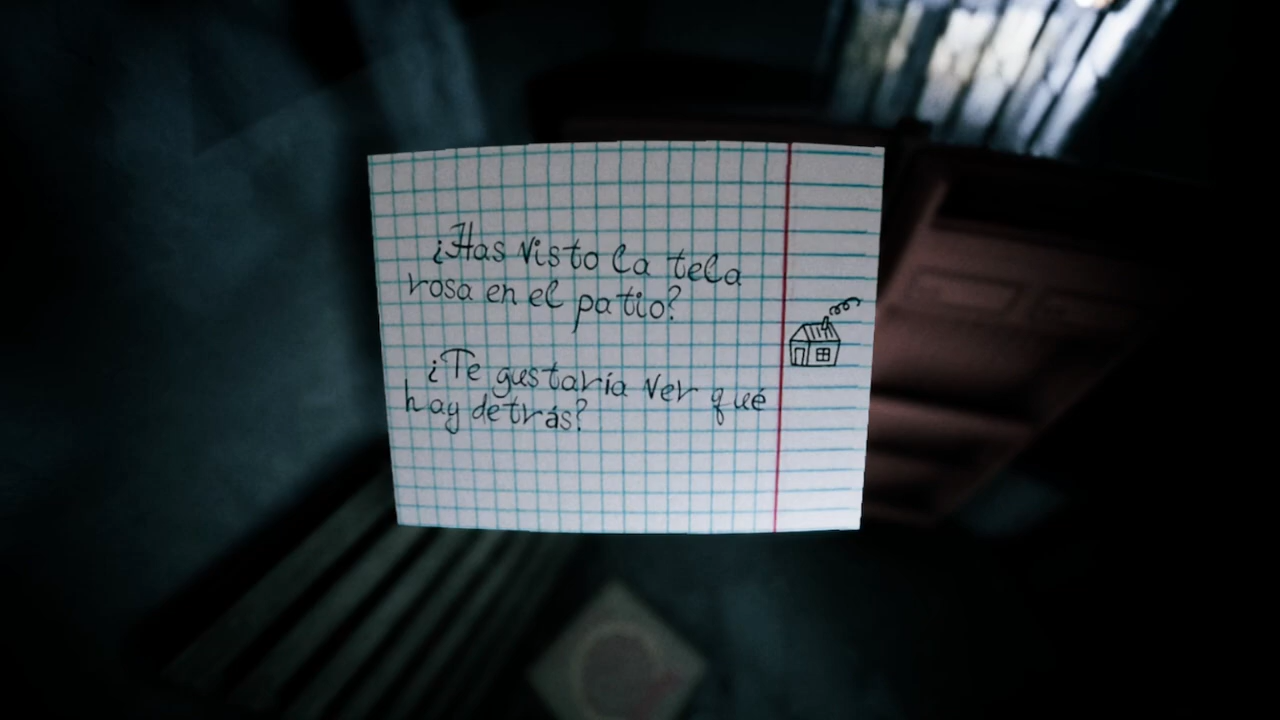 ¿Has visto la tela
rosa en el patio?
¿Te gustaría ver qué
hay detrás?